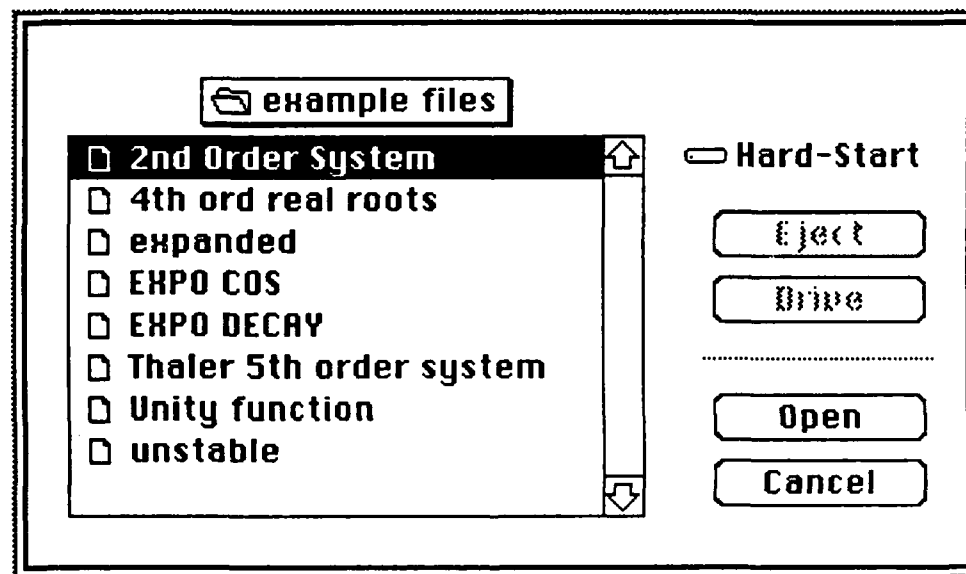 example files
2nd Order System
4th ord real roots
expanded
EXPO COS
EXPO DECAY
Thaler 5th order system
Unity function
unstable
Hard-Start
Eject
Drive
Open
Cancel